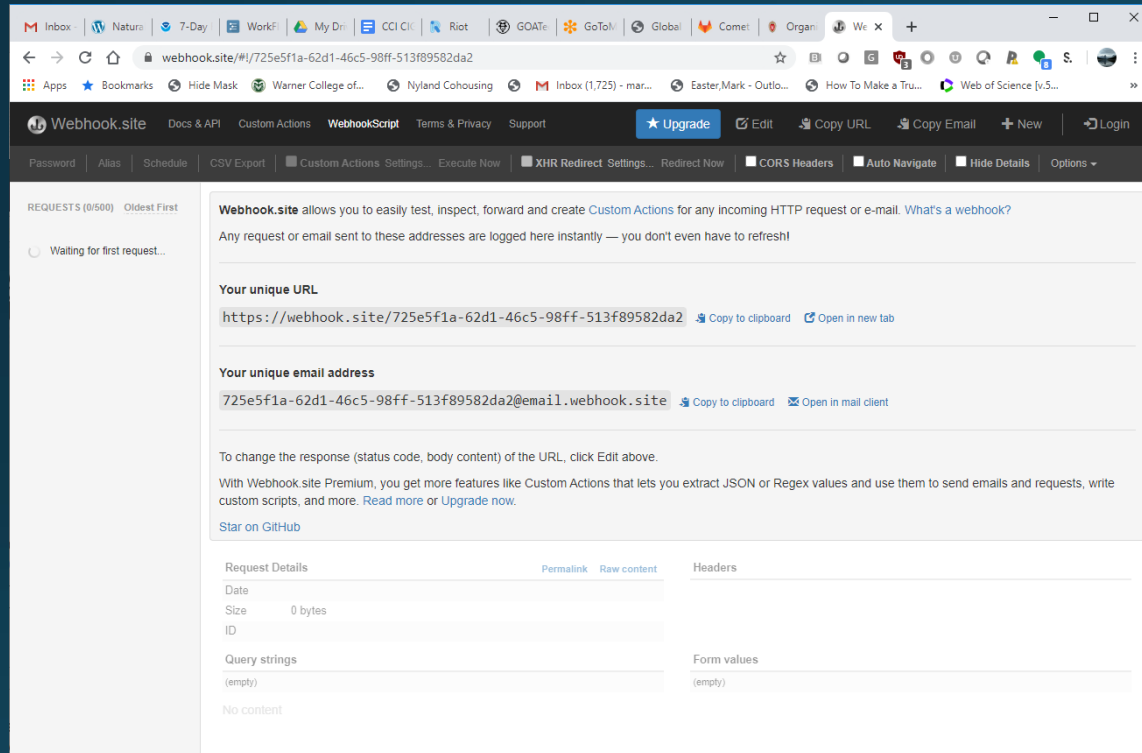 Inbox - Natura 7-Day WorkFl My Dri CCI CIC Riot GOATe GoToM Global Comet Organi We
webhook.site/#!/725e5f1a-62d1-46c5-98ff-513f89582da2
Apps Bookmarks Hide Mask Warner College of... Nyland Cohousing Inbox (1,725) - mar... Easter,Mark - Outlo... How To Make a Tru... Web of Science [v.5... »
Webhook.site Docs & API Custom Actions WebhookScript Terms & Privacy Support Upgrade Edit Copy URL Copy Email New Login
Password Alias Schedule CSV Export Custom Actions Settings... Execute Now XHR Redirect Settings... Redirect Now CORS Headers Auto Navigate Hide Details Options
REQUESTS (0/500) Oldest First
Waiting for first request...
Webhook.site allows you to easily test, inspect, forward and create Custom Actions for any incoming HTTP request or e-mail. What's a webhook?
Any request or email sent to these addresses are logged here instantly — you don't even have to refresh!
Your unique URL
https://webhook.site/725e5f1a-62d1-46c5-98ff-513f89582da2 Copy to clipboard Open in new tab
Your unique email address
725e5f1a-62d1-46c5-98ff-513f89582da2@email.webhook.site Copy to clipboard Open in mail client
To change the response (status code, body content) of the URL, click Edit above.
With Webhook.site Premium, you get more features like Custom Actions that lets you extract JSON or Regex values and use them to send emails and requests, write
custom scripts, and more. Read more or Upgrade now.
Star on GitHub
Request Details Permalink Raw content Headers
Date
Size 0 bytes
ID
Query strings Form values
(empty) (empty)
No content